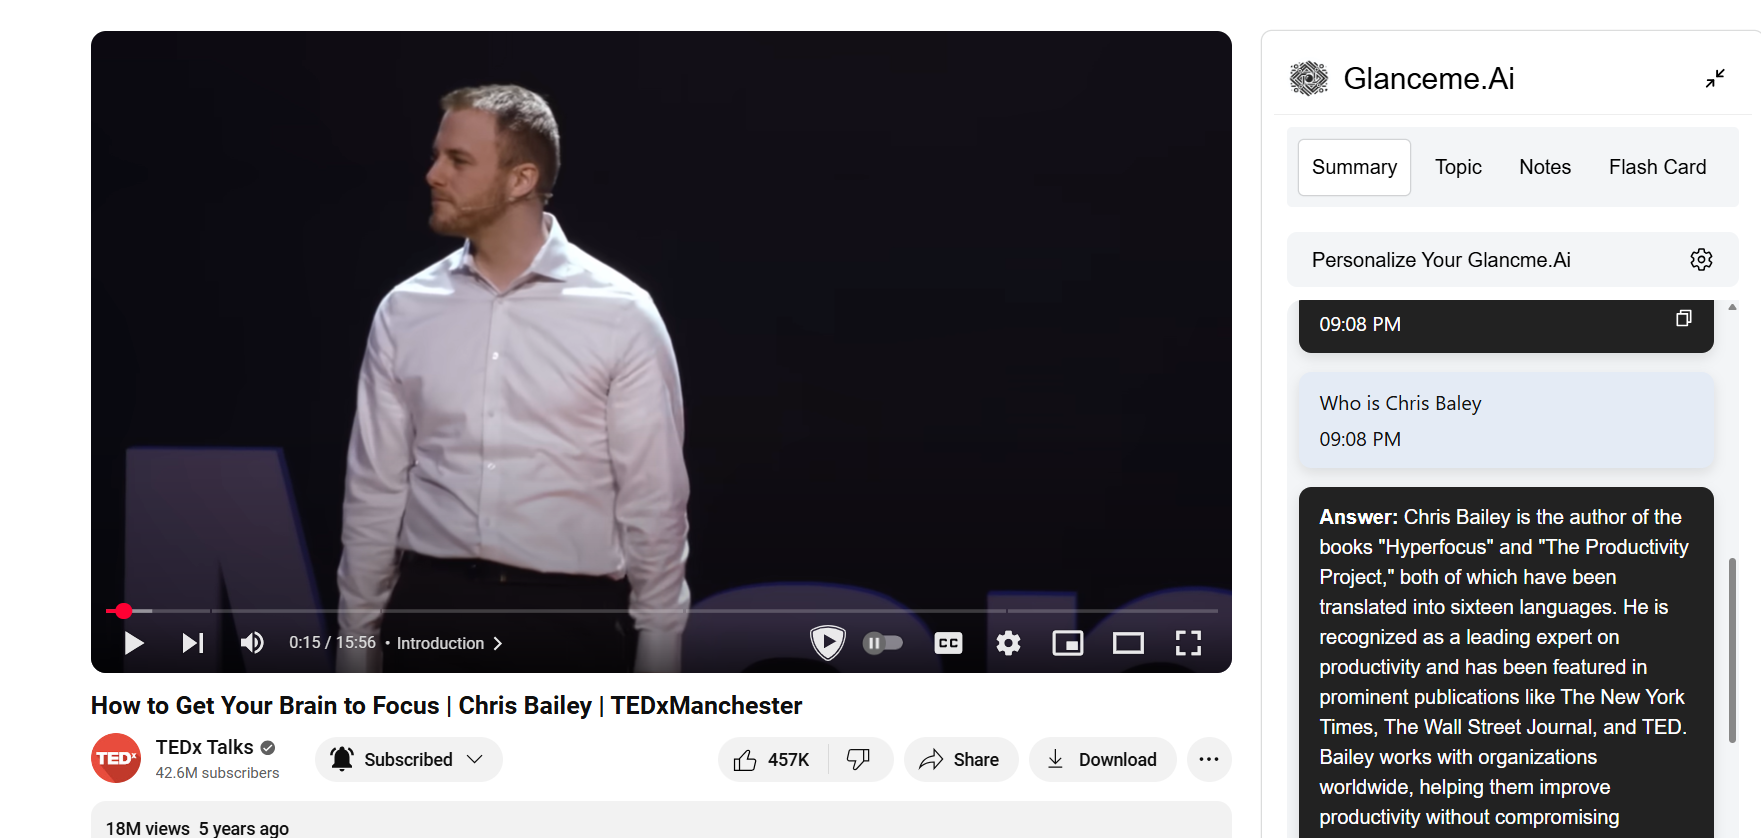 0:15 / 15:56 • Introduction
CC
How to Get Your Brain to Focus | Chris Bailey | TEDxManchester
TEDx
TEDx Talks
42.6M subscribers
Subscribed
457K
Share
Download
18M views 5 years ago
Glanceme.Ai
Summary
Topic
Notes
Flash Card
Personalize Your Glancme.Ai
09:08 PM
Who is Chris Baley
09:08 PM
Answer: Chris Bailey is the author of the
books "Hyperfocus" and "The Productivity
Project," both of which have been
translated into sixteen languages. He is
recognized as a leading expert on
productivity and has been featured in
prominent publications like The New York
Times, The Wall Street Journal, and TED.
Bailey works with organizations
worldwide, helping them improve
productivity without compromising